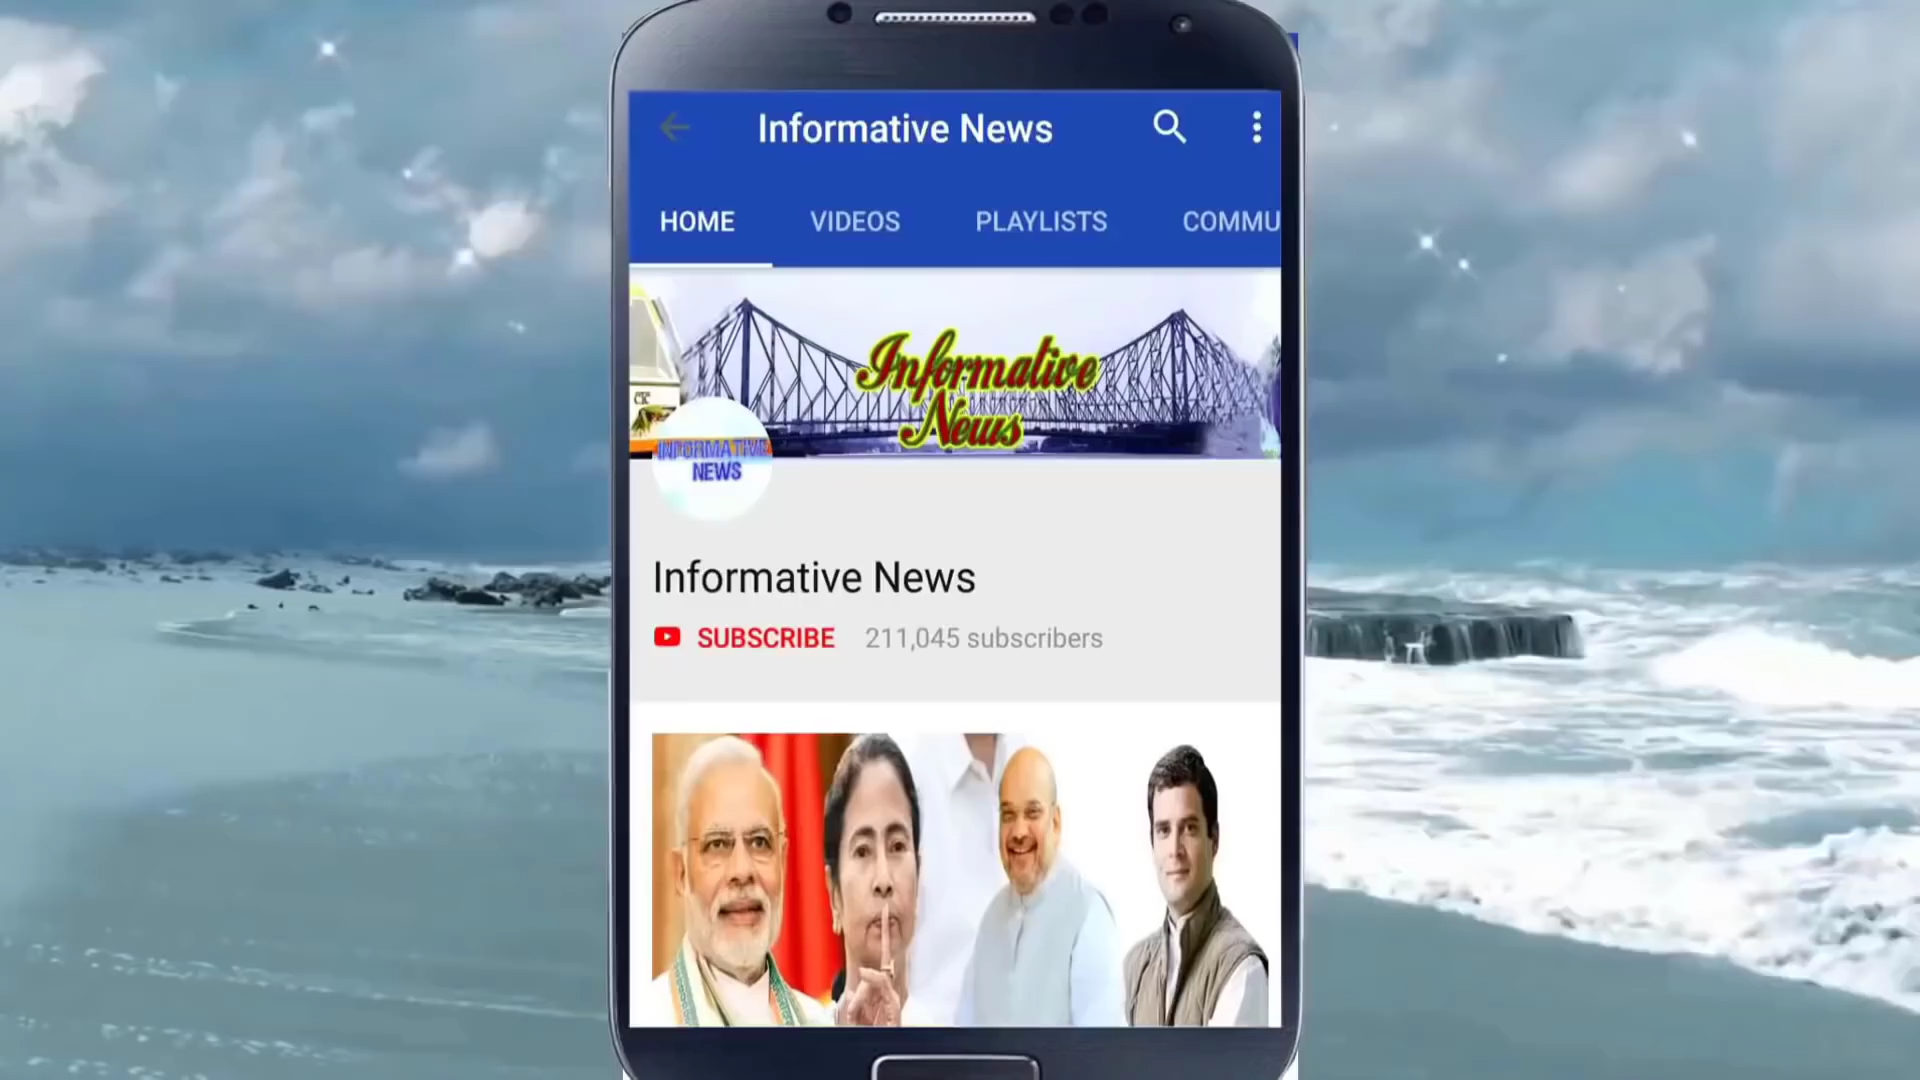 Informative News
HOME VIDEOS PLAYLISTS COMMU
Informative
News
INFORMATIVE
NEWS
Informative News
SUBSCRIBE 211,045 subscribers